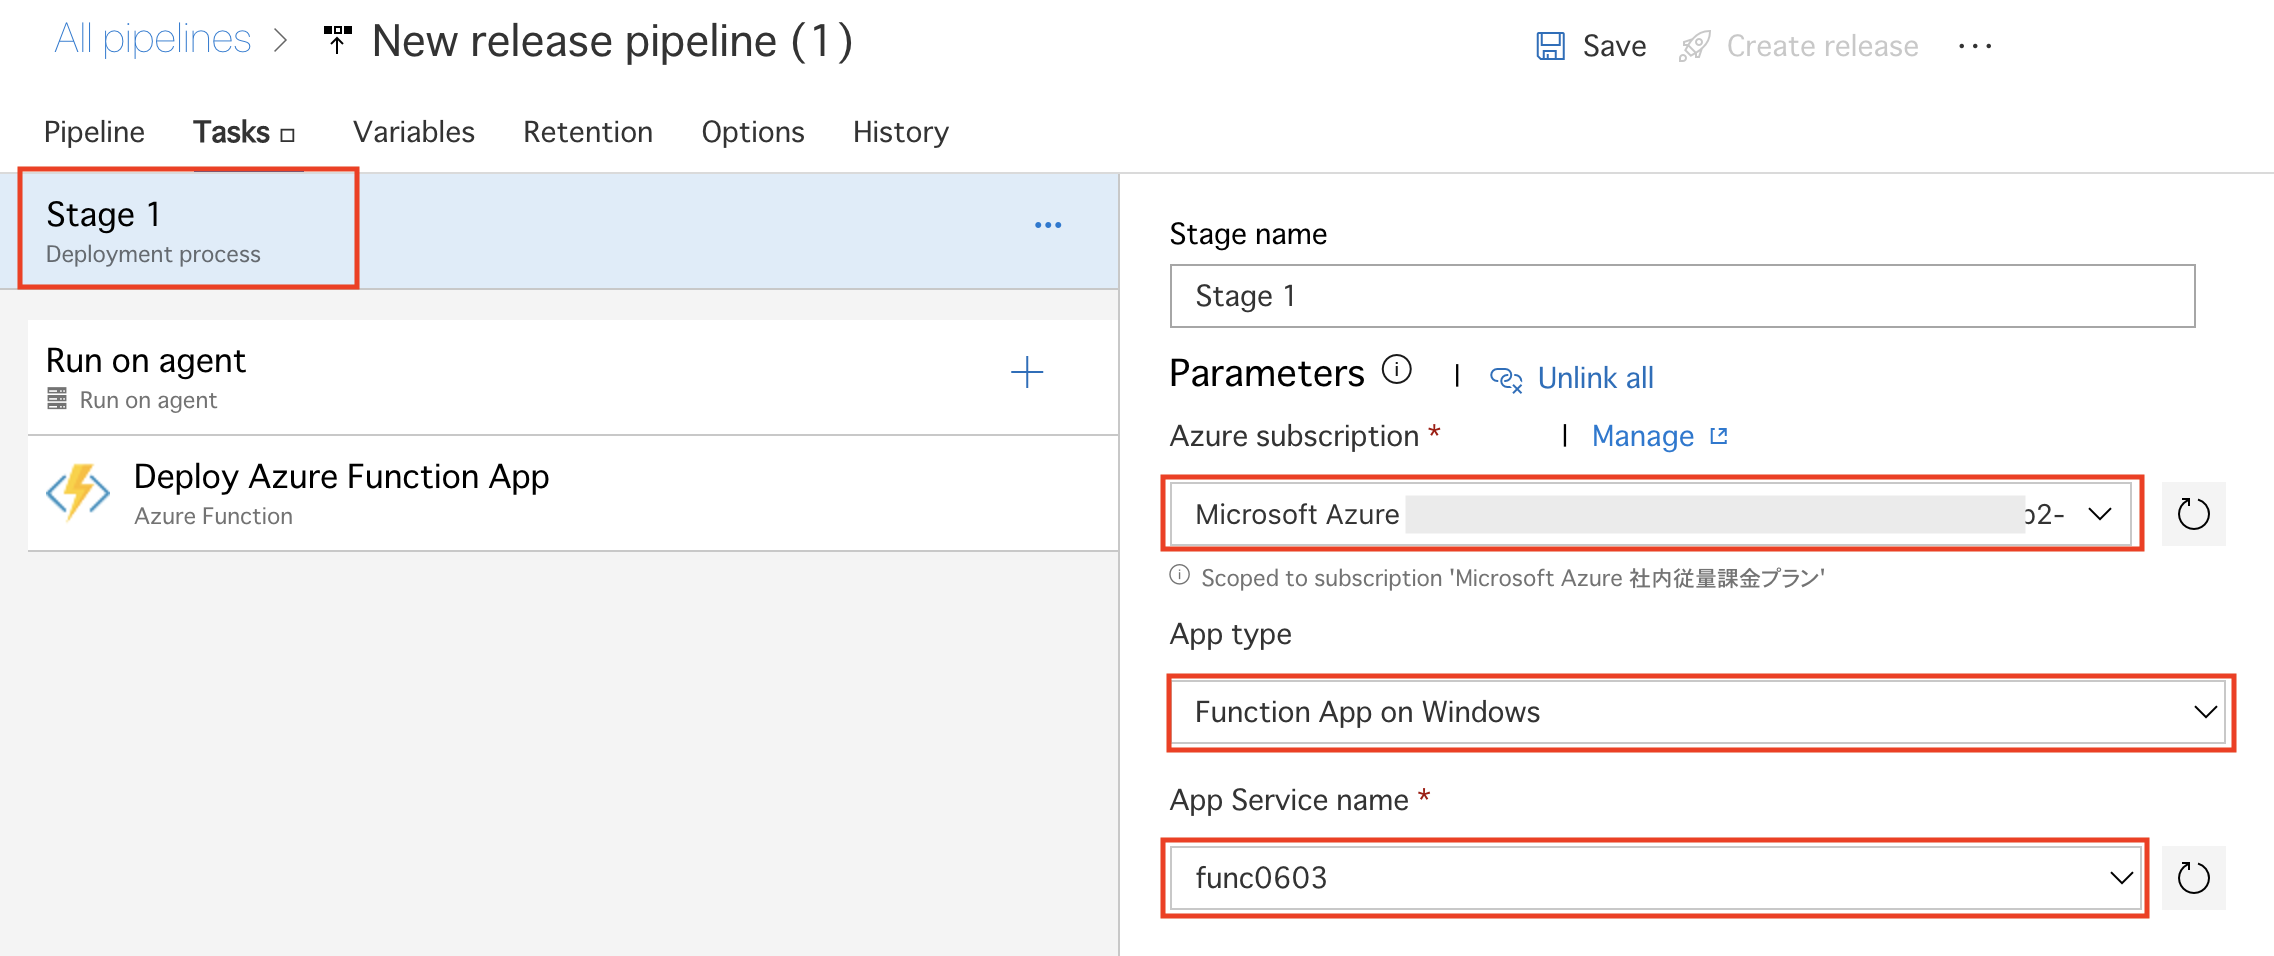 All pipelines > New release pipeline (1)
Save Create release ...
Pipeline Tasks Variables Retention Options History
Stage 1
Deployment process
Run on agent
Run on agent
Deploy Azure Function App
Azure Function
Stage name
Stage 1
Parameters | Unlink all
Azure subscription * | Manage
Microsoft Azure
Scoped to subscription 'Microsoft Azure 社内従量課金プラン'
App type
Function App on Windows
App Service name *
func0603